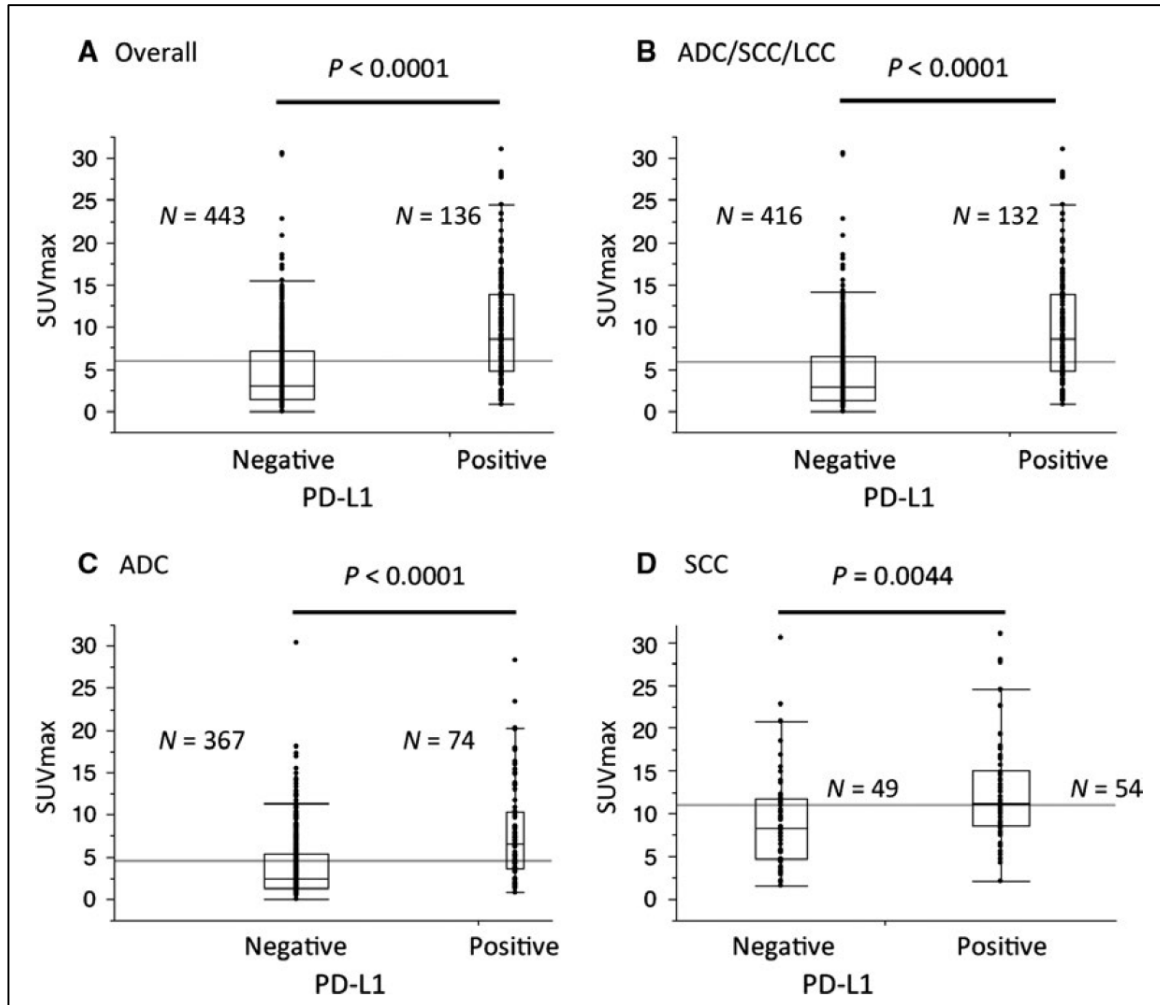 A Overall
P < 0.0001
SUVmax
30
25
20
15
10
5
0
N = 443
N = 136
Negative
Positive
PD-L1
B ADC/SCC/LCC
P < 0.0001
SUVmax
30
25
20
15
10
5
0
N = 416
N = 132
Negative
Positive
PD-L1
C ADC
P < 0.0001
SUVmax
30
25
20
15
10
5
0
N = 367
N = 74
Negative
Positive
PD-L1
D SCC
P = 0.0044
SUVmax
30
25
20
15
10
5
0
N = 49
N = 54
Negative
Positive
PD-L1